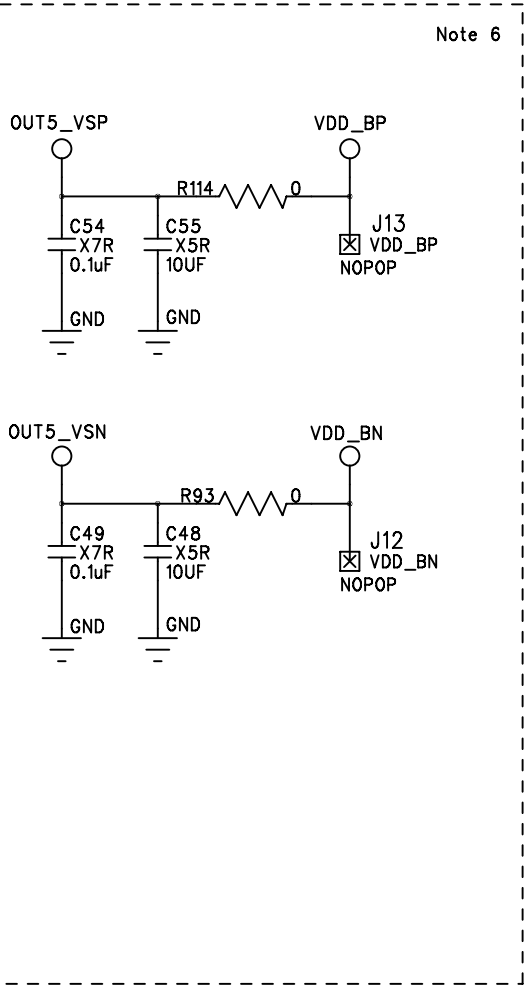 Note 6
OUT5_VSP
VDD_BP
R114
0
C54
X7R
0.1uF
C55
X5R
10UF
J13
VDD_BP
NOPOP
GND
GND
OUT5_VSN
VDD_BN
R93
0
C49
X7R
0.1uF
C48
X5R
10UF
J12
VDD_BN
NOPOP
GND
GND